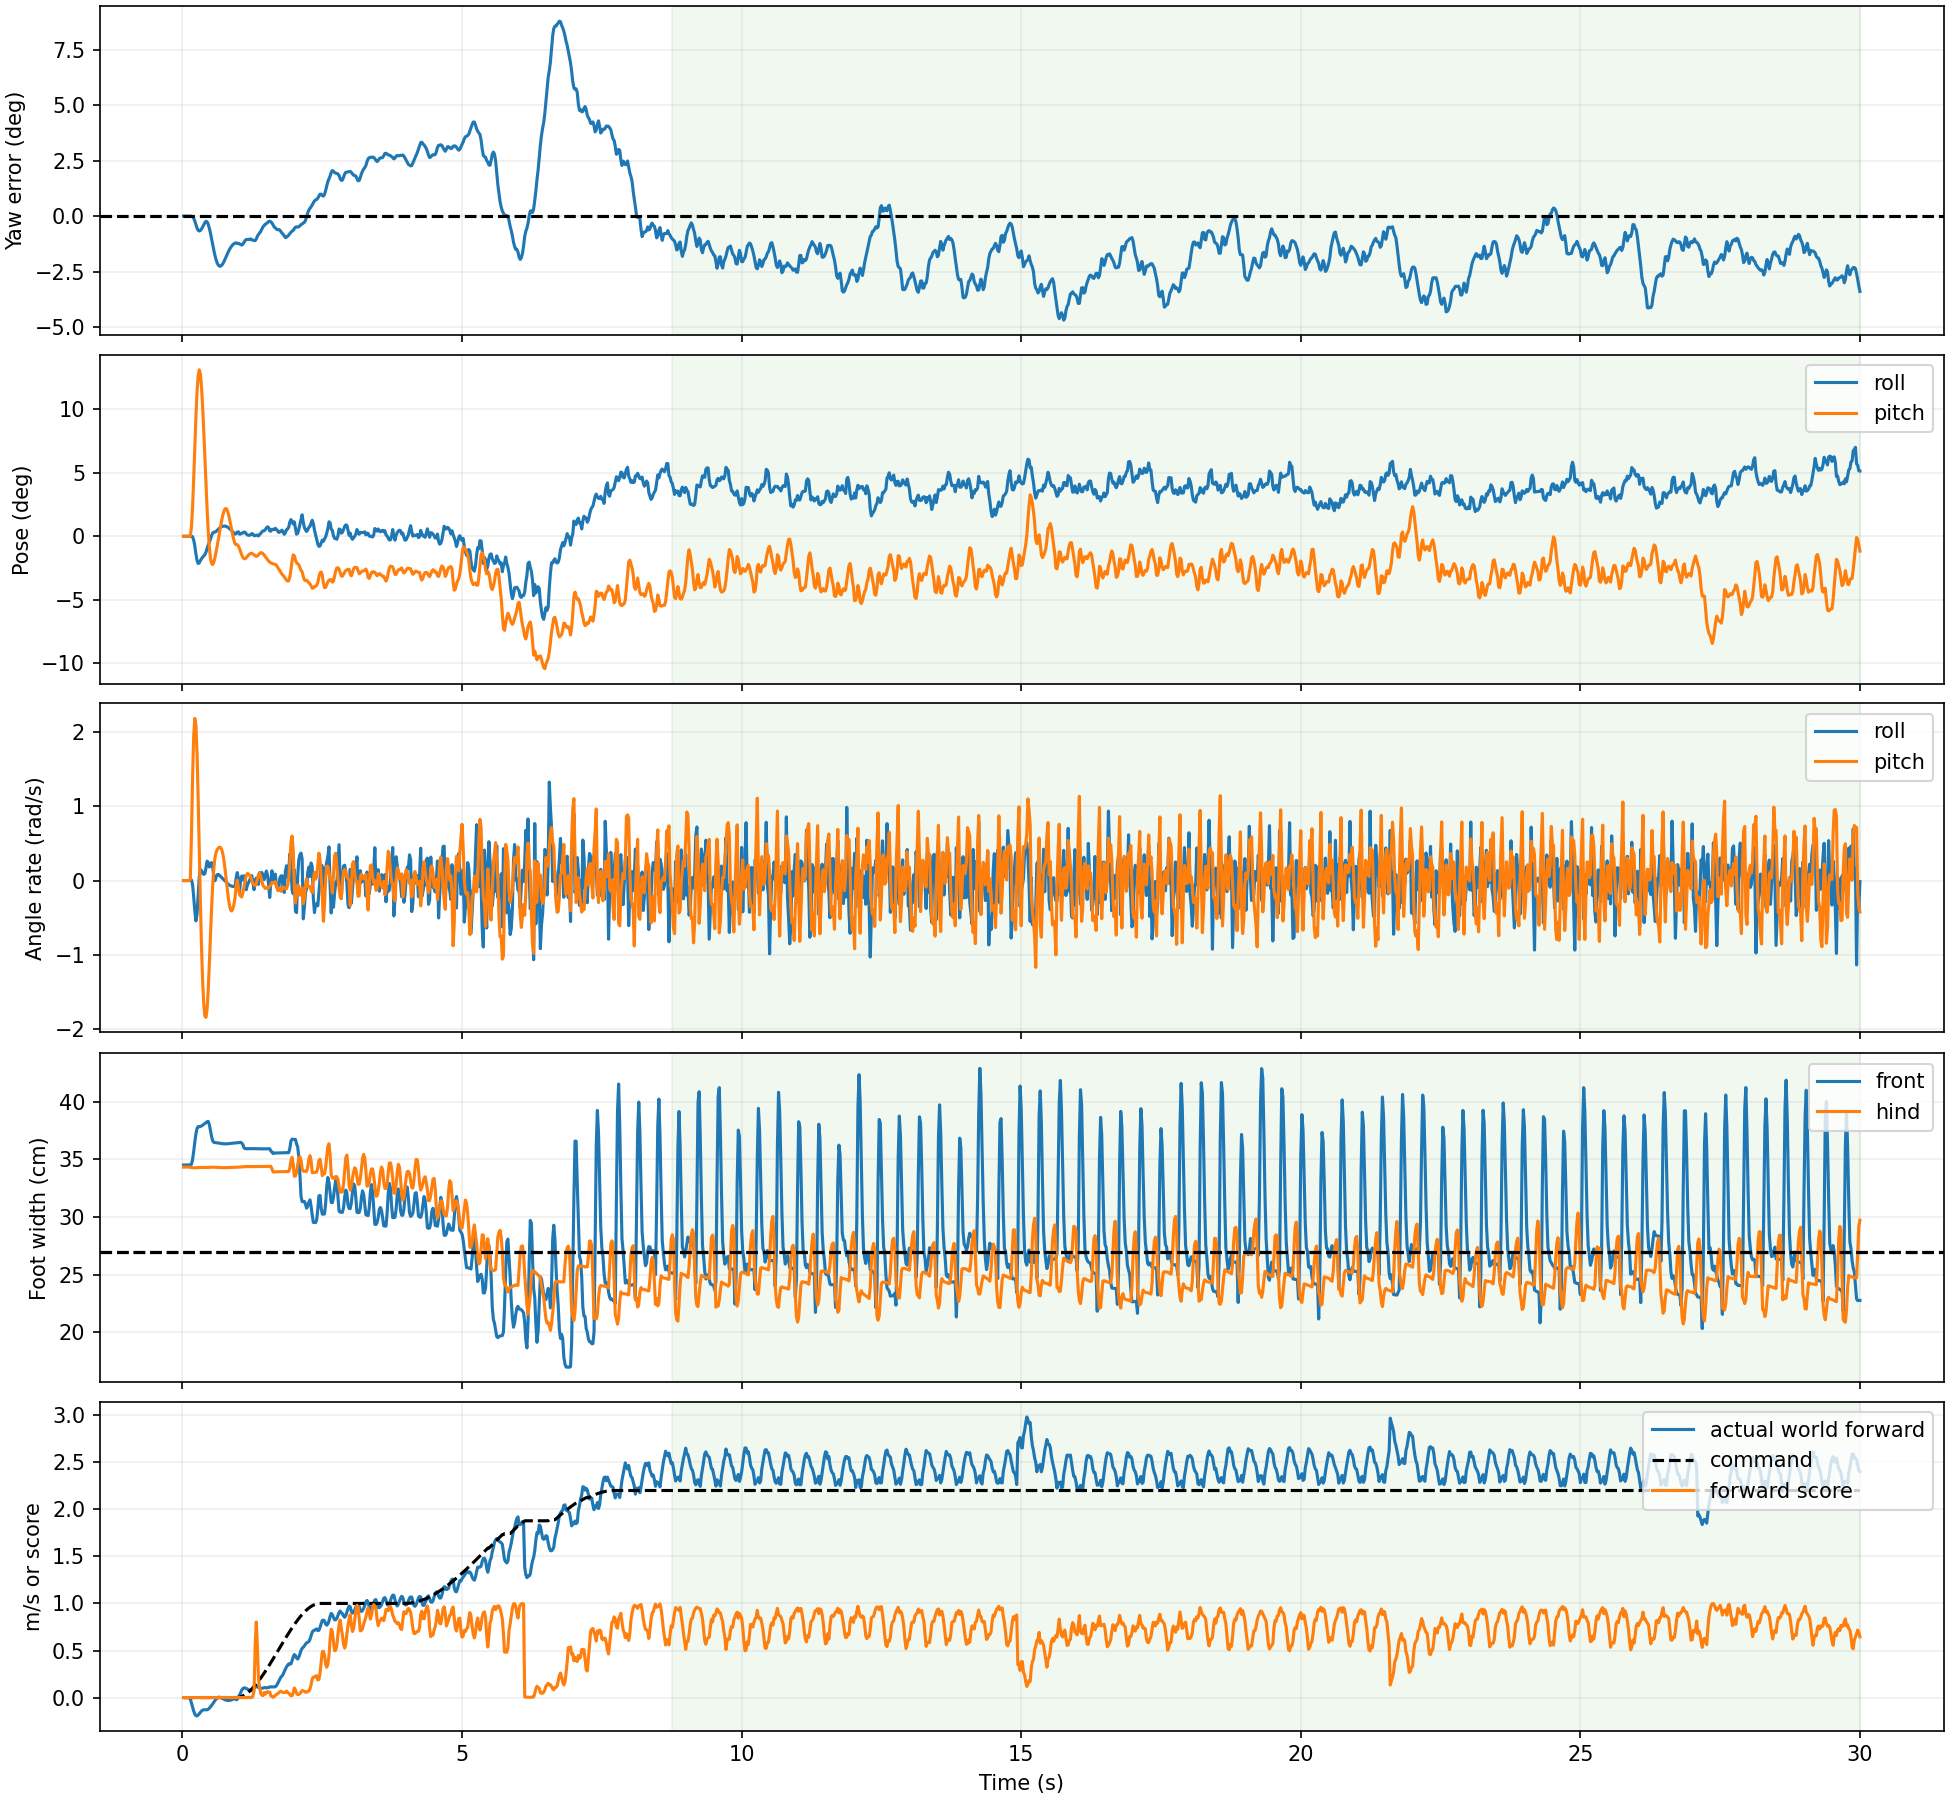 Yaw error (deg)
7.5
5.0
2.5
0.0
−2.5
−5.0
Pose (deg)
10
5
0
−5
−10
roll
pitch
Angle rate (rad/s)
2
1
0
−1
−2
roll
pitch
Foot width (cm)
40
35
30
25
20
front
hind
m/s or score
3.0
2.5
2.0
1.5
1.0
0.5
0.0
actual world forward
command
forward score
0
5
10
15
20
25
30
Time (s)